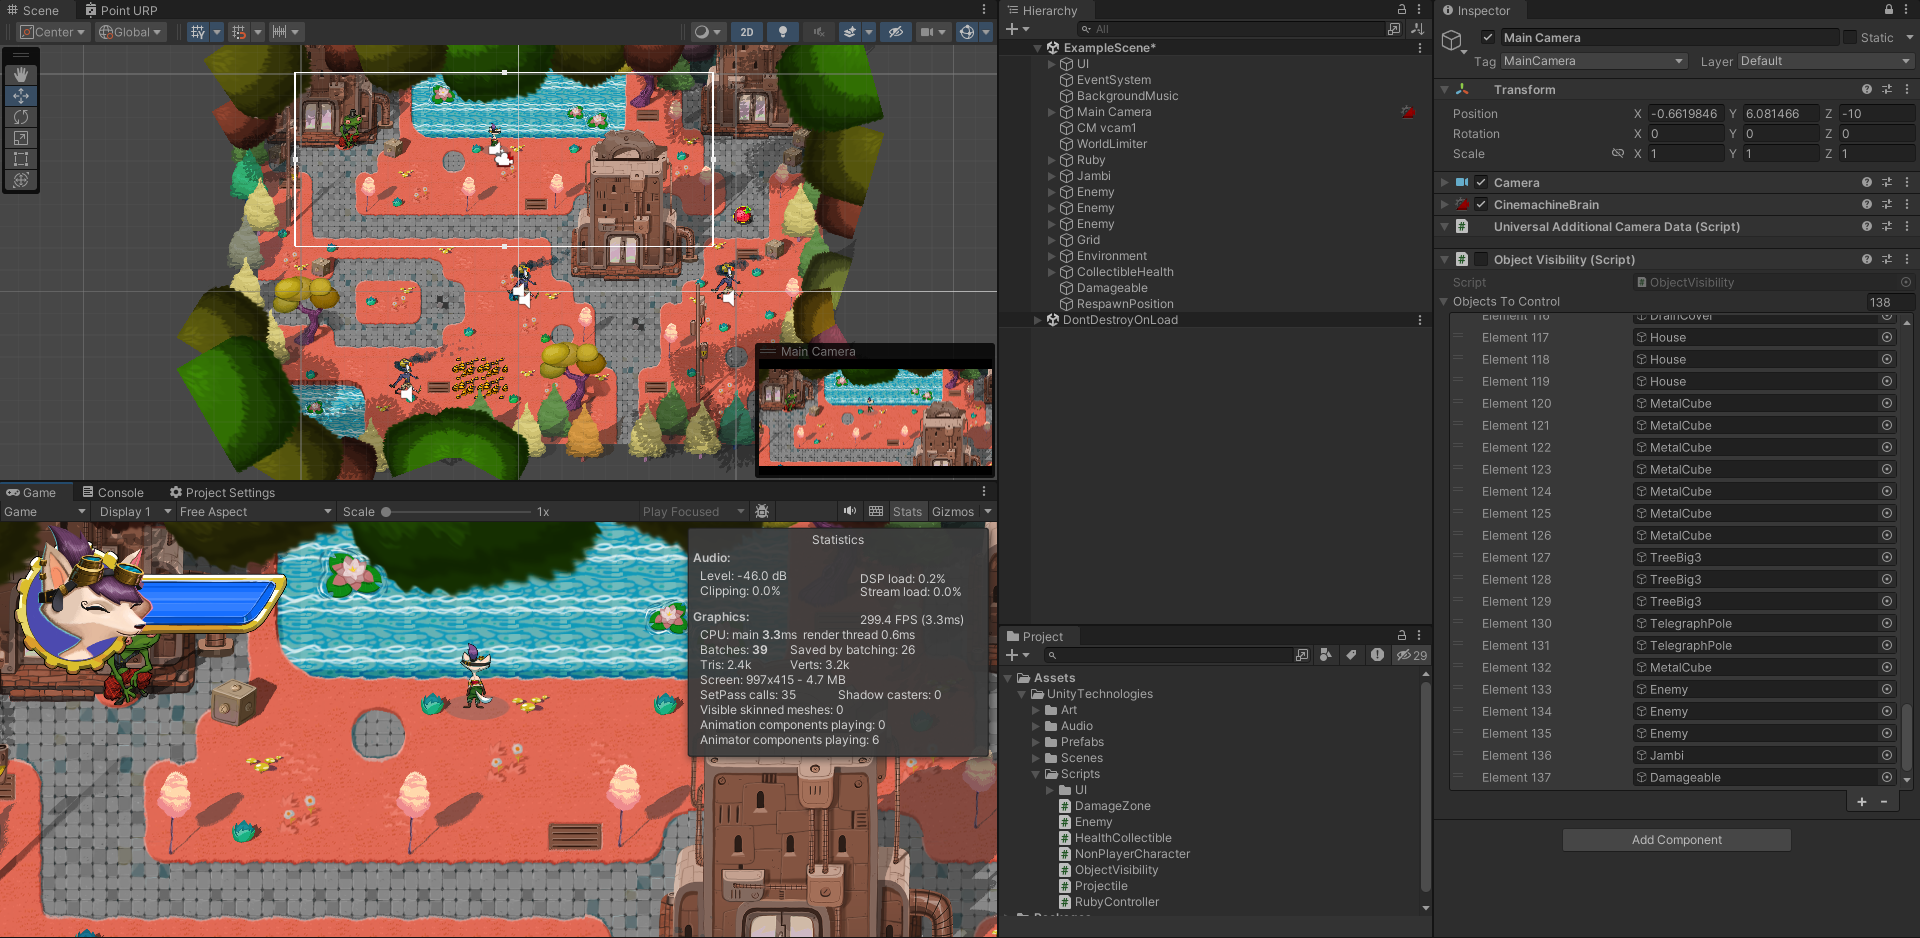 Scene
Point URP
Center
Global
2D
Main Camera
Game
Console
Project Settings
Game
Display 1
Free Aspect
Scale
1x
Play Focused
Stats
Gizmos
Statistics
Audio:
Level: -46.0 dB
DSP load: 0.2%
Clipping: 0.0%
Stream load: 0.0%
Graphics:
299.4 FPS (3.3ms)
CPU: main 3.3ms render thread 0.6ms
Batches: 39 Saved by batching: 26
Tris: 2.4k Verts: 3.2k
Screen: 997x415 - 4.7 MB
SetPass calls: 35 Shadow casters: 0
Visible skinned meshes: 0
Animation components playing: 0
Animator components playing: 6
Hierarchy
All
ExampleScene*
UI
EventSystem
BackgroundMusic
Main Camera
CM vcam1
WorldLimiter
Ruby
Jambi
Enemy
Enemy
Enemy
Grid
Environment
CollectibleHealth
Damageable
RespawnPosition
DontDestroyOnLoad
Project
29
Assets
UnityTechnologies
Art
Audio
Prefabs
Scenes
Scripts
UI
DamageZone
Enemy
HealthCollectible
NonPlayerCharacter
ObjectVisibility
Projectile
RubyController
Packages
Inspector
Main Camera
Static
Tag MainCamera Layer Default
Transform
Position X -0.6619846 Y 6.081466 Z -10
Rotation X 0 Y 0 Z 0
Scale X 1 Y 1 Z 1
Camera
CinemachineBrain
Universal Additional Camera Data (Script)
Object Visibility (Script)
Script ObjectVisibility
Objects To Control 138
Element 116 DrainCover
Element 117 House
Element 118 House
Element 119 House
Element 120 MetalCube
Element 121 MetalCube
Element 122 MetalCube
Element 123 MetalCube
Element 124 MetalCube
Element 125 MetalCube
Element 126 MetalCube
Element 127 TreeBig3
Element 128 TreeBig3
Element 129 TreeBig3
Element 130 TelegraphPole
Element 131 TelegraphPole
Element 132 MetalCube
Element 133 Enemy
Element 134 Enemy
Element 135 Enemy
Element 136 Jambi
Element 137 Damageable
Add Component